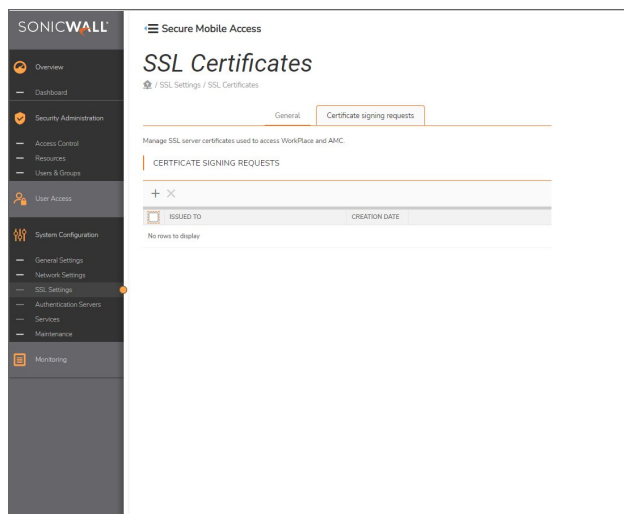 SONICWALL
Secure Mobile Access
SSL Certificates
/ SSL Settings / SSL Certificates
Overview
Dashboard
Security Administration
Access Control
Resources
Users & Groups
User Access
System Configuration
General Settings
Network Settings
SSL Settings
Authentication Servers
Services
Maintenance
Monitoring
General
Certificate signing requests
Manage SSL server certificates used to access WorkPlace and AMC.
CERTFICATE SIGNING REQUESTS
ISSUED TO
CREATION DATE
No rows to display